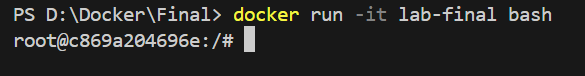 PS D:\Docker\Final> docker run -it lab-final bash
root@c869a204696e:/#